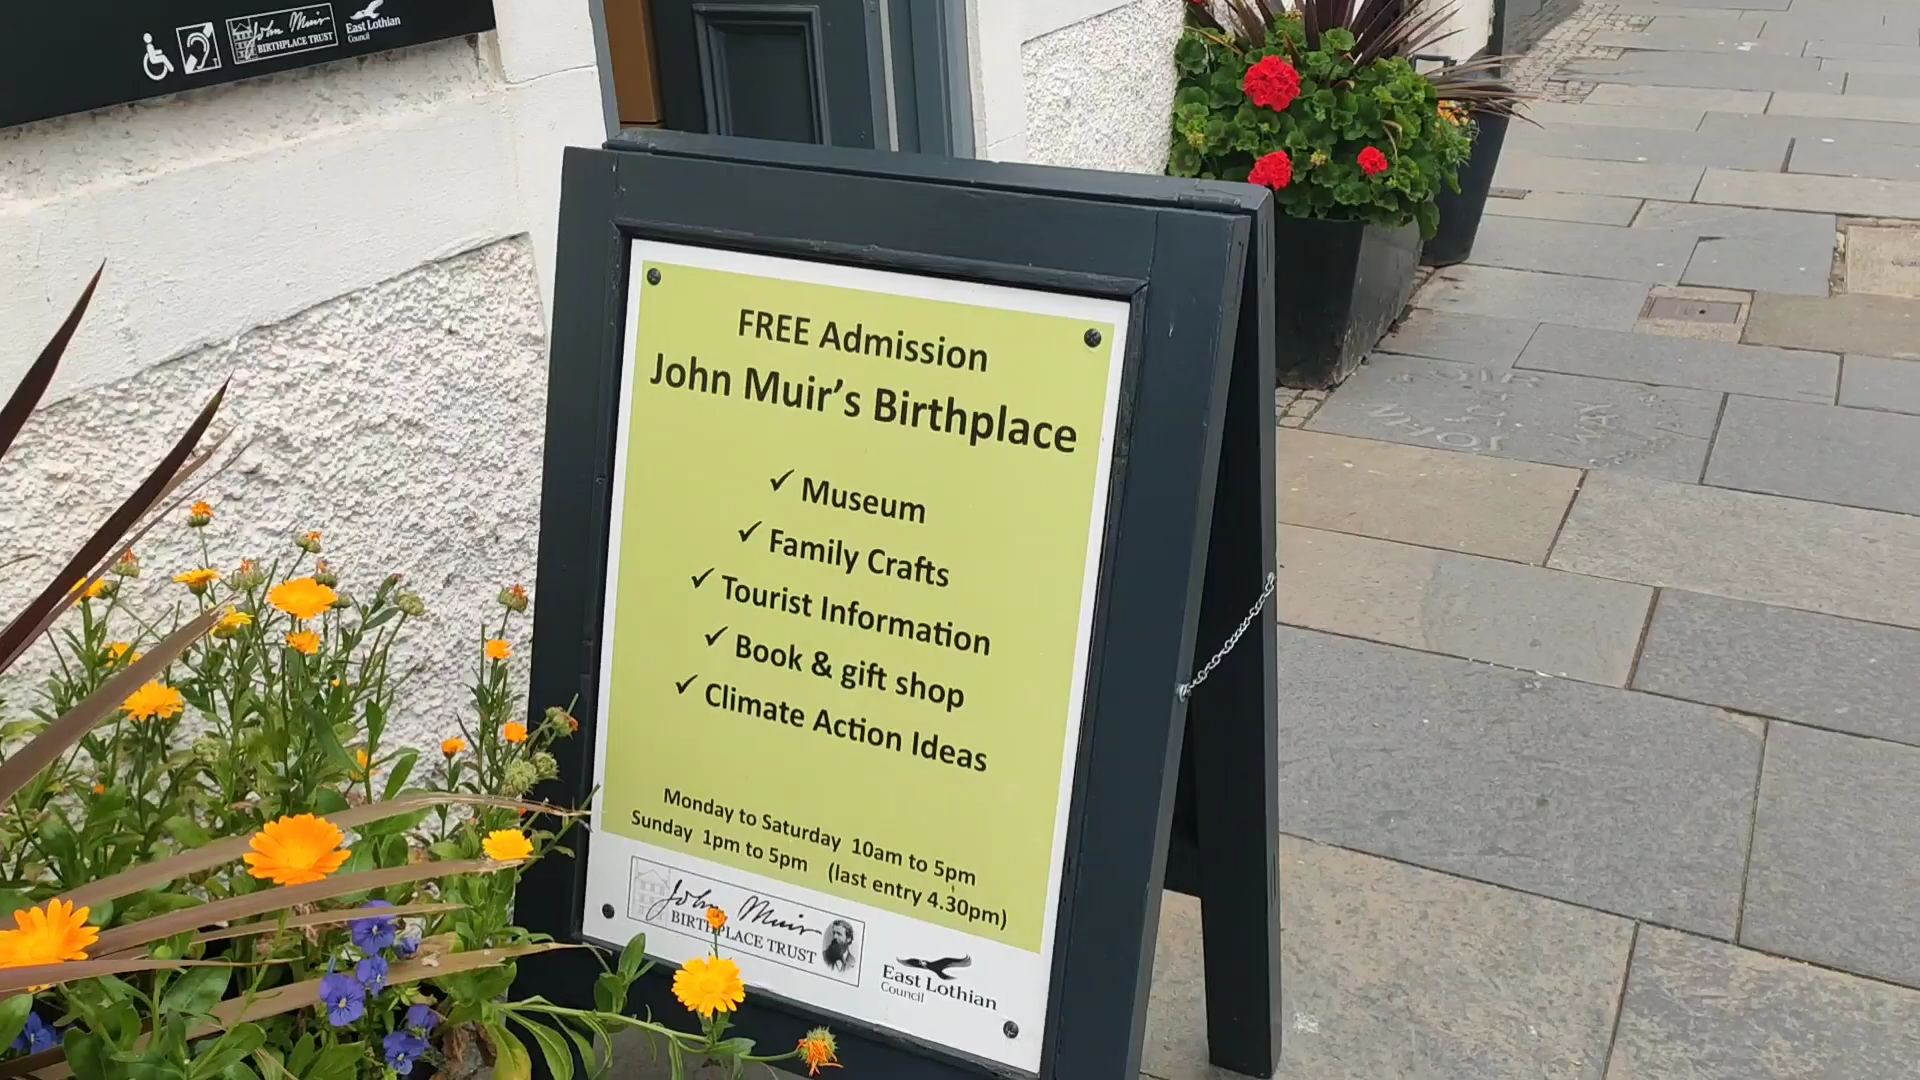 John Muir
BIRTHPLACE TRUST
East Lothian
Council
FREE Admission
John Muir's Birthplace
✓ Museum
✓ Family Crafts
✓ Tourist Information
✓ Book & gift shop
✓ Climate Action Ideas
Monday to Saturday 10am to 5pm
Sunday 1pm to 5pm (last entry 4.30pm)
John Muir
BIRTHPLACE TRUST
East Lothian
Council